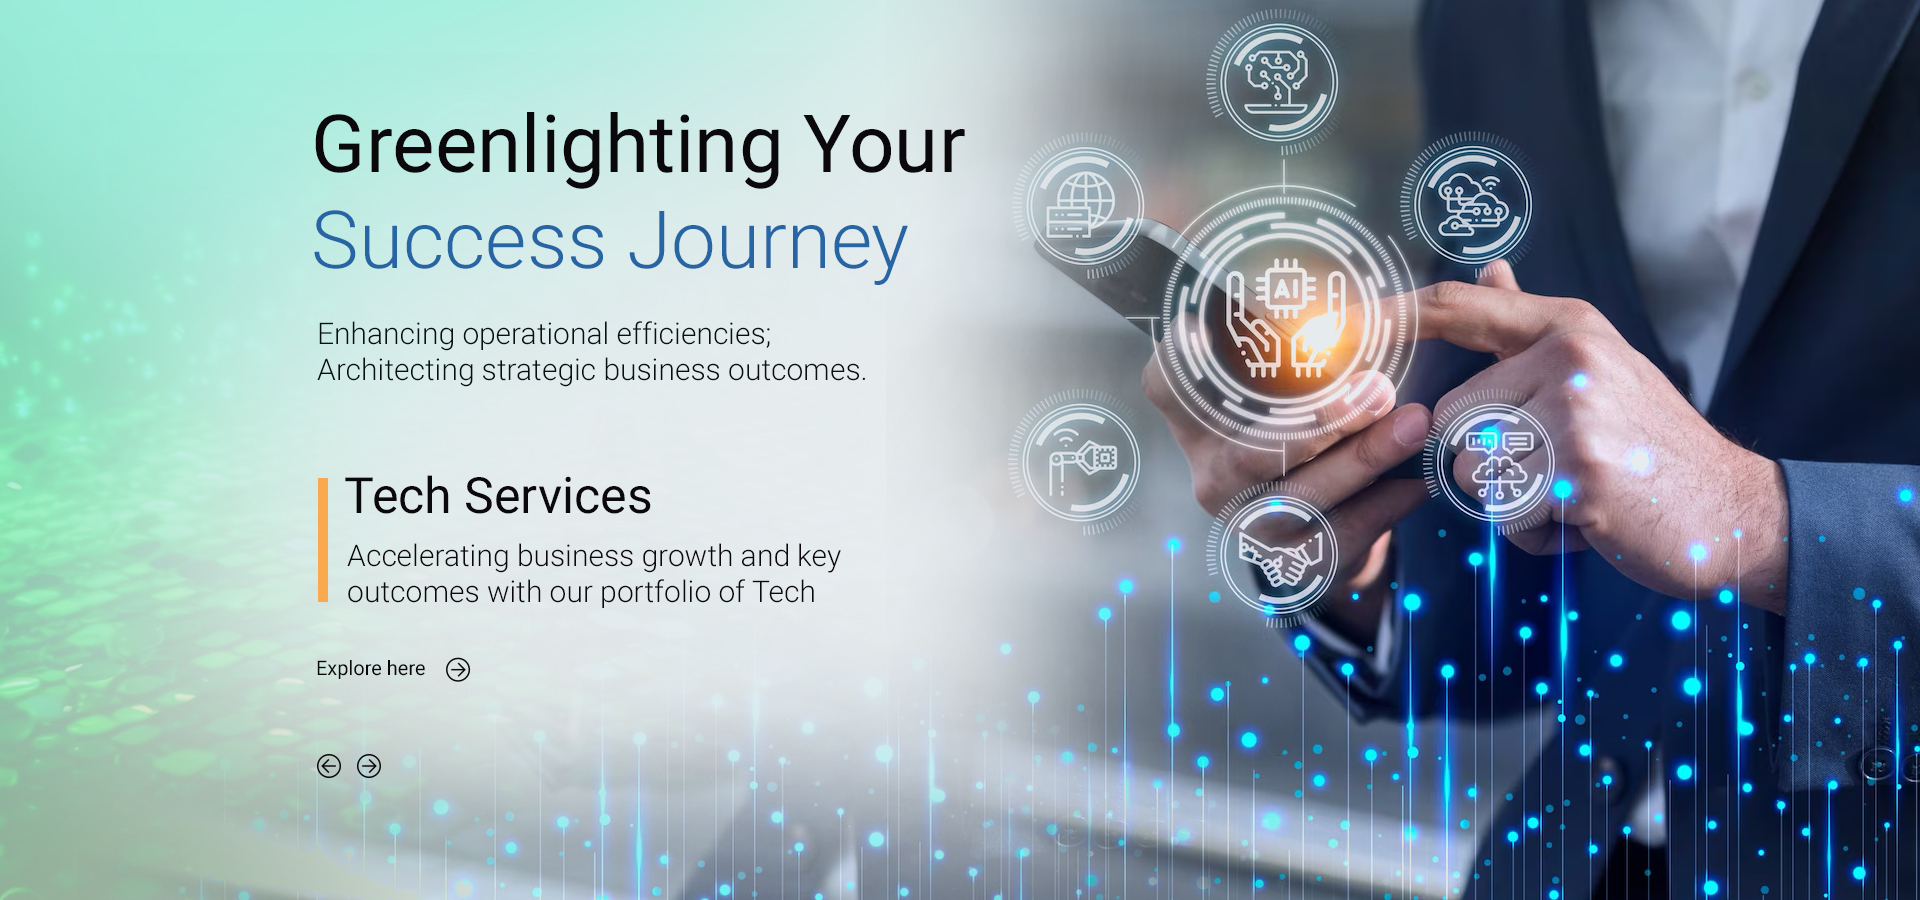 Greenlighting Your
Success Journey
Enhancing operational efficiencies;
Architecting strategic business outcomes.
Tech Services
Accelerating business growth and key
outcomes with our portfolio of Tech
Explore here
AI